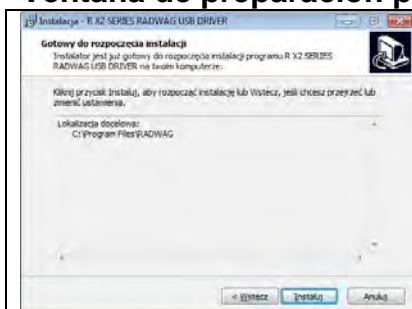 Instalacja - R X2 SERIES RADWAG USB DRIVER
Gotowy do rozpoczęcia instalacji
Instalator jest już gotowy do rozpoczęcia instalacji programu R X2 SERIES
RADWAG USB DRIVER na twoim komputerze.
Kliknij przycisk Instaluj, aby rozpocząć instalację lub Wstecz, jeśli chcesz przejrzeć lub
zmienić ustawienia.
Lokalizacja docelowa:
C:\Program Files\RADWAG
< Wstecz Instaluj Anuluj